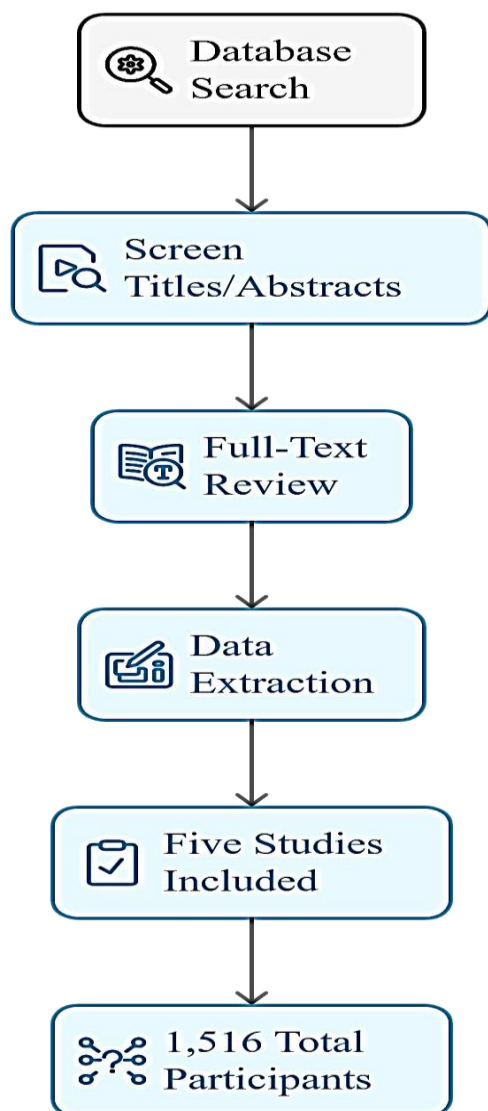 Database
Search
Screen
Titles/Abstracts
Full-Text
Review
T
Data
Extraction
Five Studies
Included
1,516 Total
Participants
?